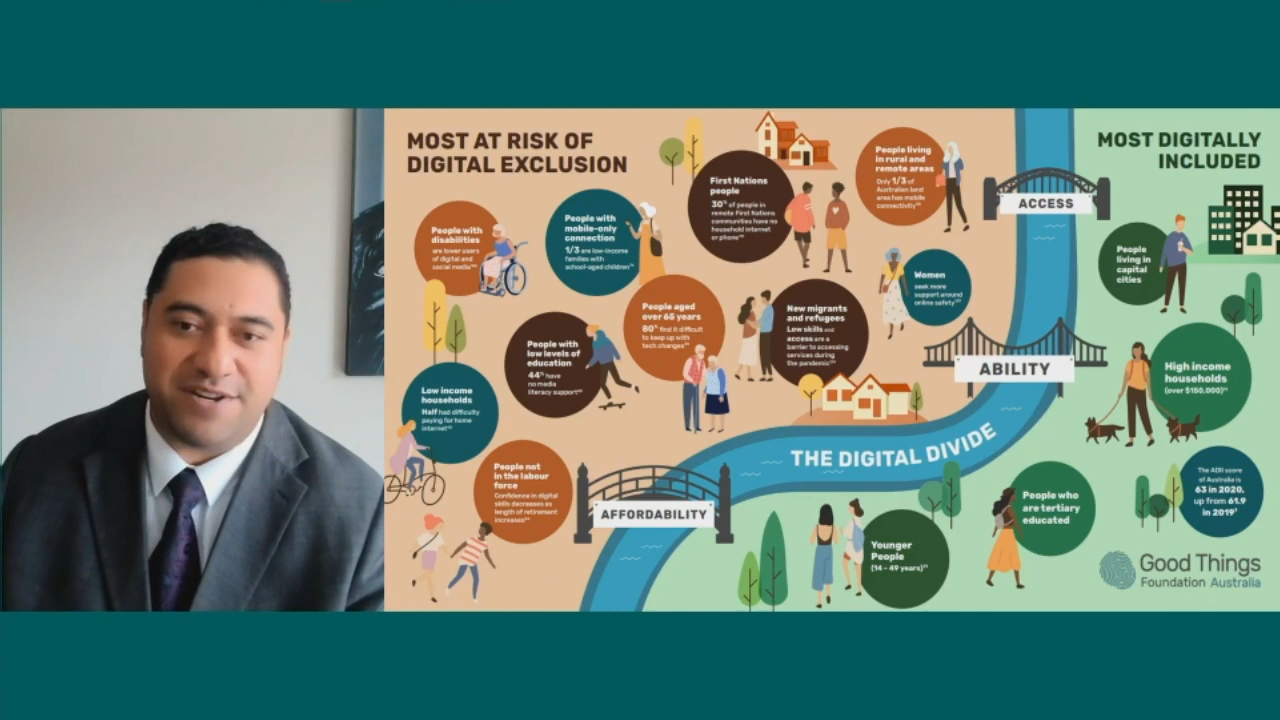 MOST AT RISK OF
DIGITAL EXCLUSION
People with
disabilities
are lower users
of digital and
social media
People with
mobile-only
connection
1/3 are low-income
families with
school-aged children
First Nations
people
30% of people in
remote First Nations
communities have no
household internet
or phone
People living
in rural and
remote areas
Only 1/3 of
Australian land
area has mobile
connectivity
Women
seek more
support around
online safety
People aged
over 65 years
80% find it difficult
to keep up with
tech changes
New migrants
and refugees
Low skills and
access are a
barrier to accessing
services during
the pandemic
People with
low levels of
education
44% have
no media
literacy support
Low income
households
Half had difficulty
paying for home
internet
People not
in the labour
force
Confidence in digital
skills decreases as
length of retirement
increases
AFFORDABILITY
THE DIGITAL DIVIDE
ABILITY
ACCESS
MOST DIGITALLY
INCLUDED
People
living in
capital
cities
High income
households
(over $150,000)
The ADII score
of Australia is
63 in 2020,
up from 61.9
in 2019
People who
are tertiary
educated
Younger
People
(14 - 49 years)
Good Things
Foundation Australia